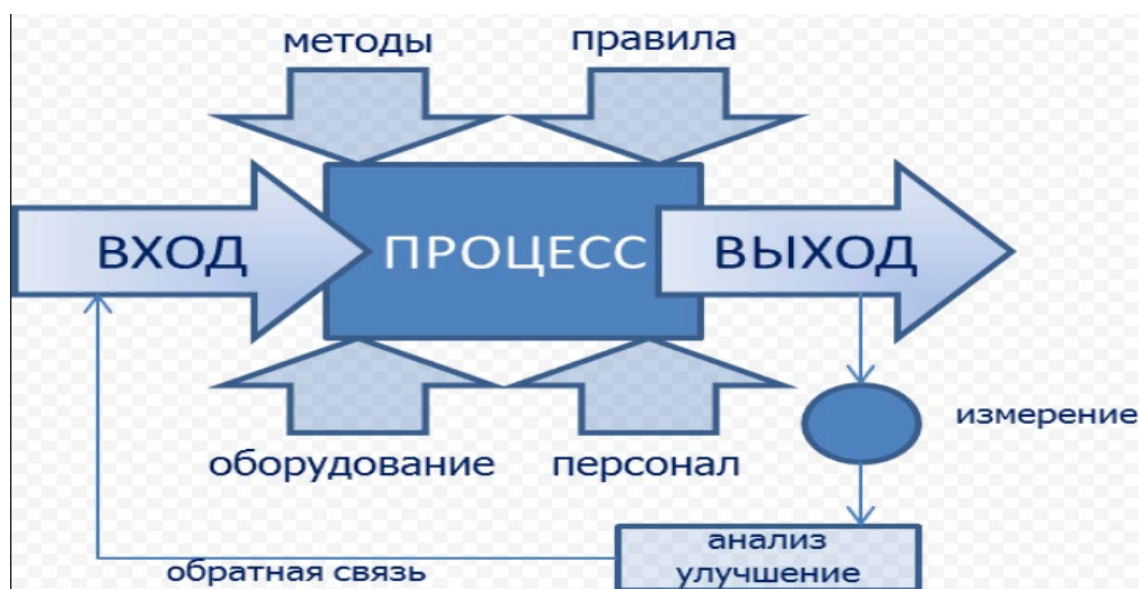 методы
правила
ВХОД
ПРОЦЕСС
ВЫХОД
измерение
оборудование
персонал
анализ
улучшение
обратная связь